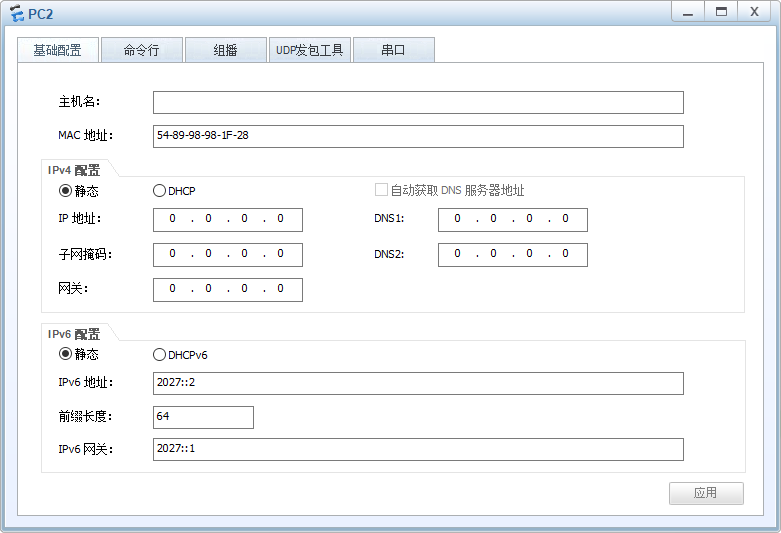 PC2
基础配置 命令行 组播 UDP发包工具 串口
主机名:
MAC 地址: 54-89-98-98-1F-28
IPv4 配置
静态 DHCP 自动获取 DNS 服务器地址
IP 地址: 0 . 0 . 0 . 0 DNS1: 0 . 0 . 0 . 0
子网掩码: 0 . 0 . 0 . 0 DNS2: 0 . 0 . 0 . 0
网关: 0 . 0 . 0 . 0
IPv6 配置
静态 DHCPv6
IPv6 地址: 2027::2
前缀长度: 64
IPv6 网关: 2027::1
应用